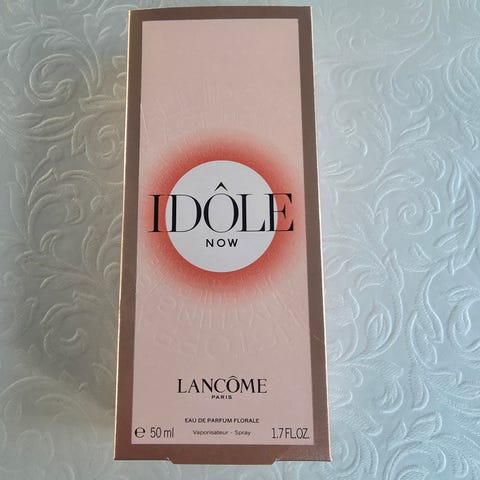 IDÔLE
NOW
LANCÔME
PARIS
EAU DE PARFUM FLORALE
℮ 50 ml Vaporisateur - Spray 1.7 FL.OZ.